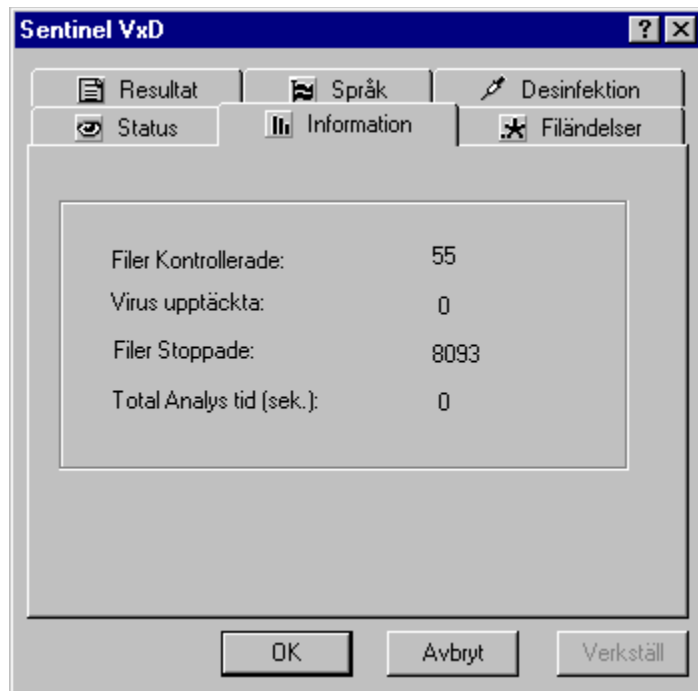 Sentinel VxD
Resultat Språk Desinfektion
Status Information Filändelser
Filer Kontrollerade: 55
Virus upptäckta: 0
Filer Stoppade: 8093
Total Analys tid (sek.): 0
OK Avbryt Verkställ